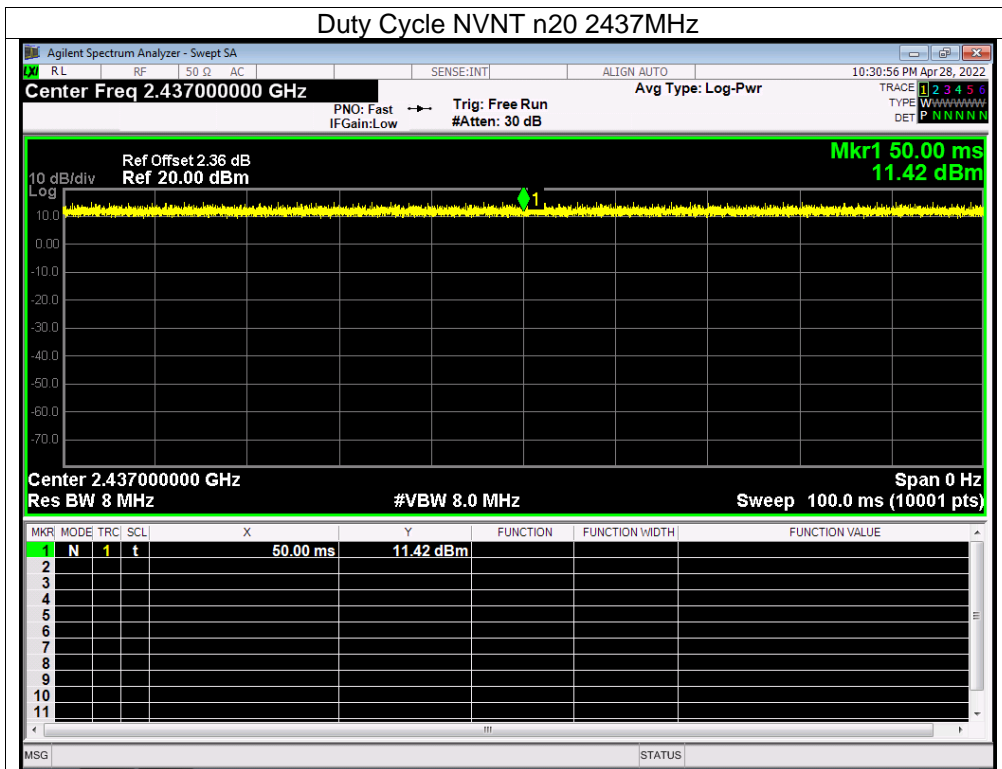 Duty Cycle NVNT n20 2437MHz
Agilent Spectrum Analyzer - Swept SA
LXI RL RF 50 Ω AC SENSE:INT ALIGN AUTO 10:30:56 PM Apr 28, 2022
Center Freq 2.437000000 GHz Avg Type: Log-Pwr TRACE 1 2 3 4 5 6
PNO: Fast Trig: Free Run TYPE WWWWWW
IFGain:Low #Atten: 30 dB DET P N N N N N
Mkr1 50.00 ms
Ref Offset 2.36 dB
10 dB/div Ref 20.00 dBm 11.42 dBm
Log
1
10.0
0.00
-10.0
-20.0
-30.0
-40.0
-50.0
-60.0
-70.0
Center 2.437000000 GHz Span 0 Hz
Res BW 8 MHz #VBW 8.0 MHz Sweep 100.0 ms (10001 pts)
MKR MODE TRC SCL X Y FUNCTION FUNCTION WIDTH FUNCTION VALUE
1 N 1 t 50.00 ms 11.42 dBm
2
3
4
5
6
7
8
9
10
11
MSG STATUS